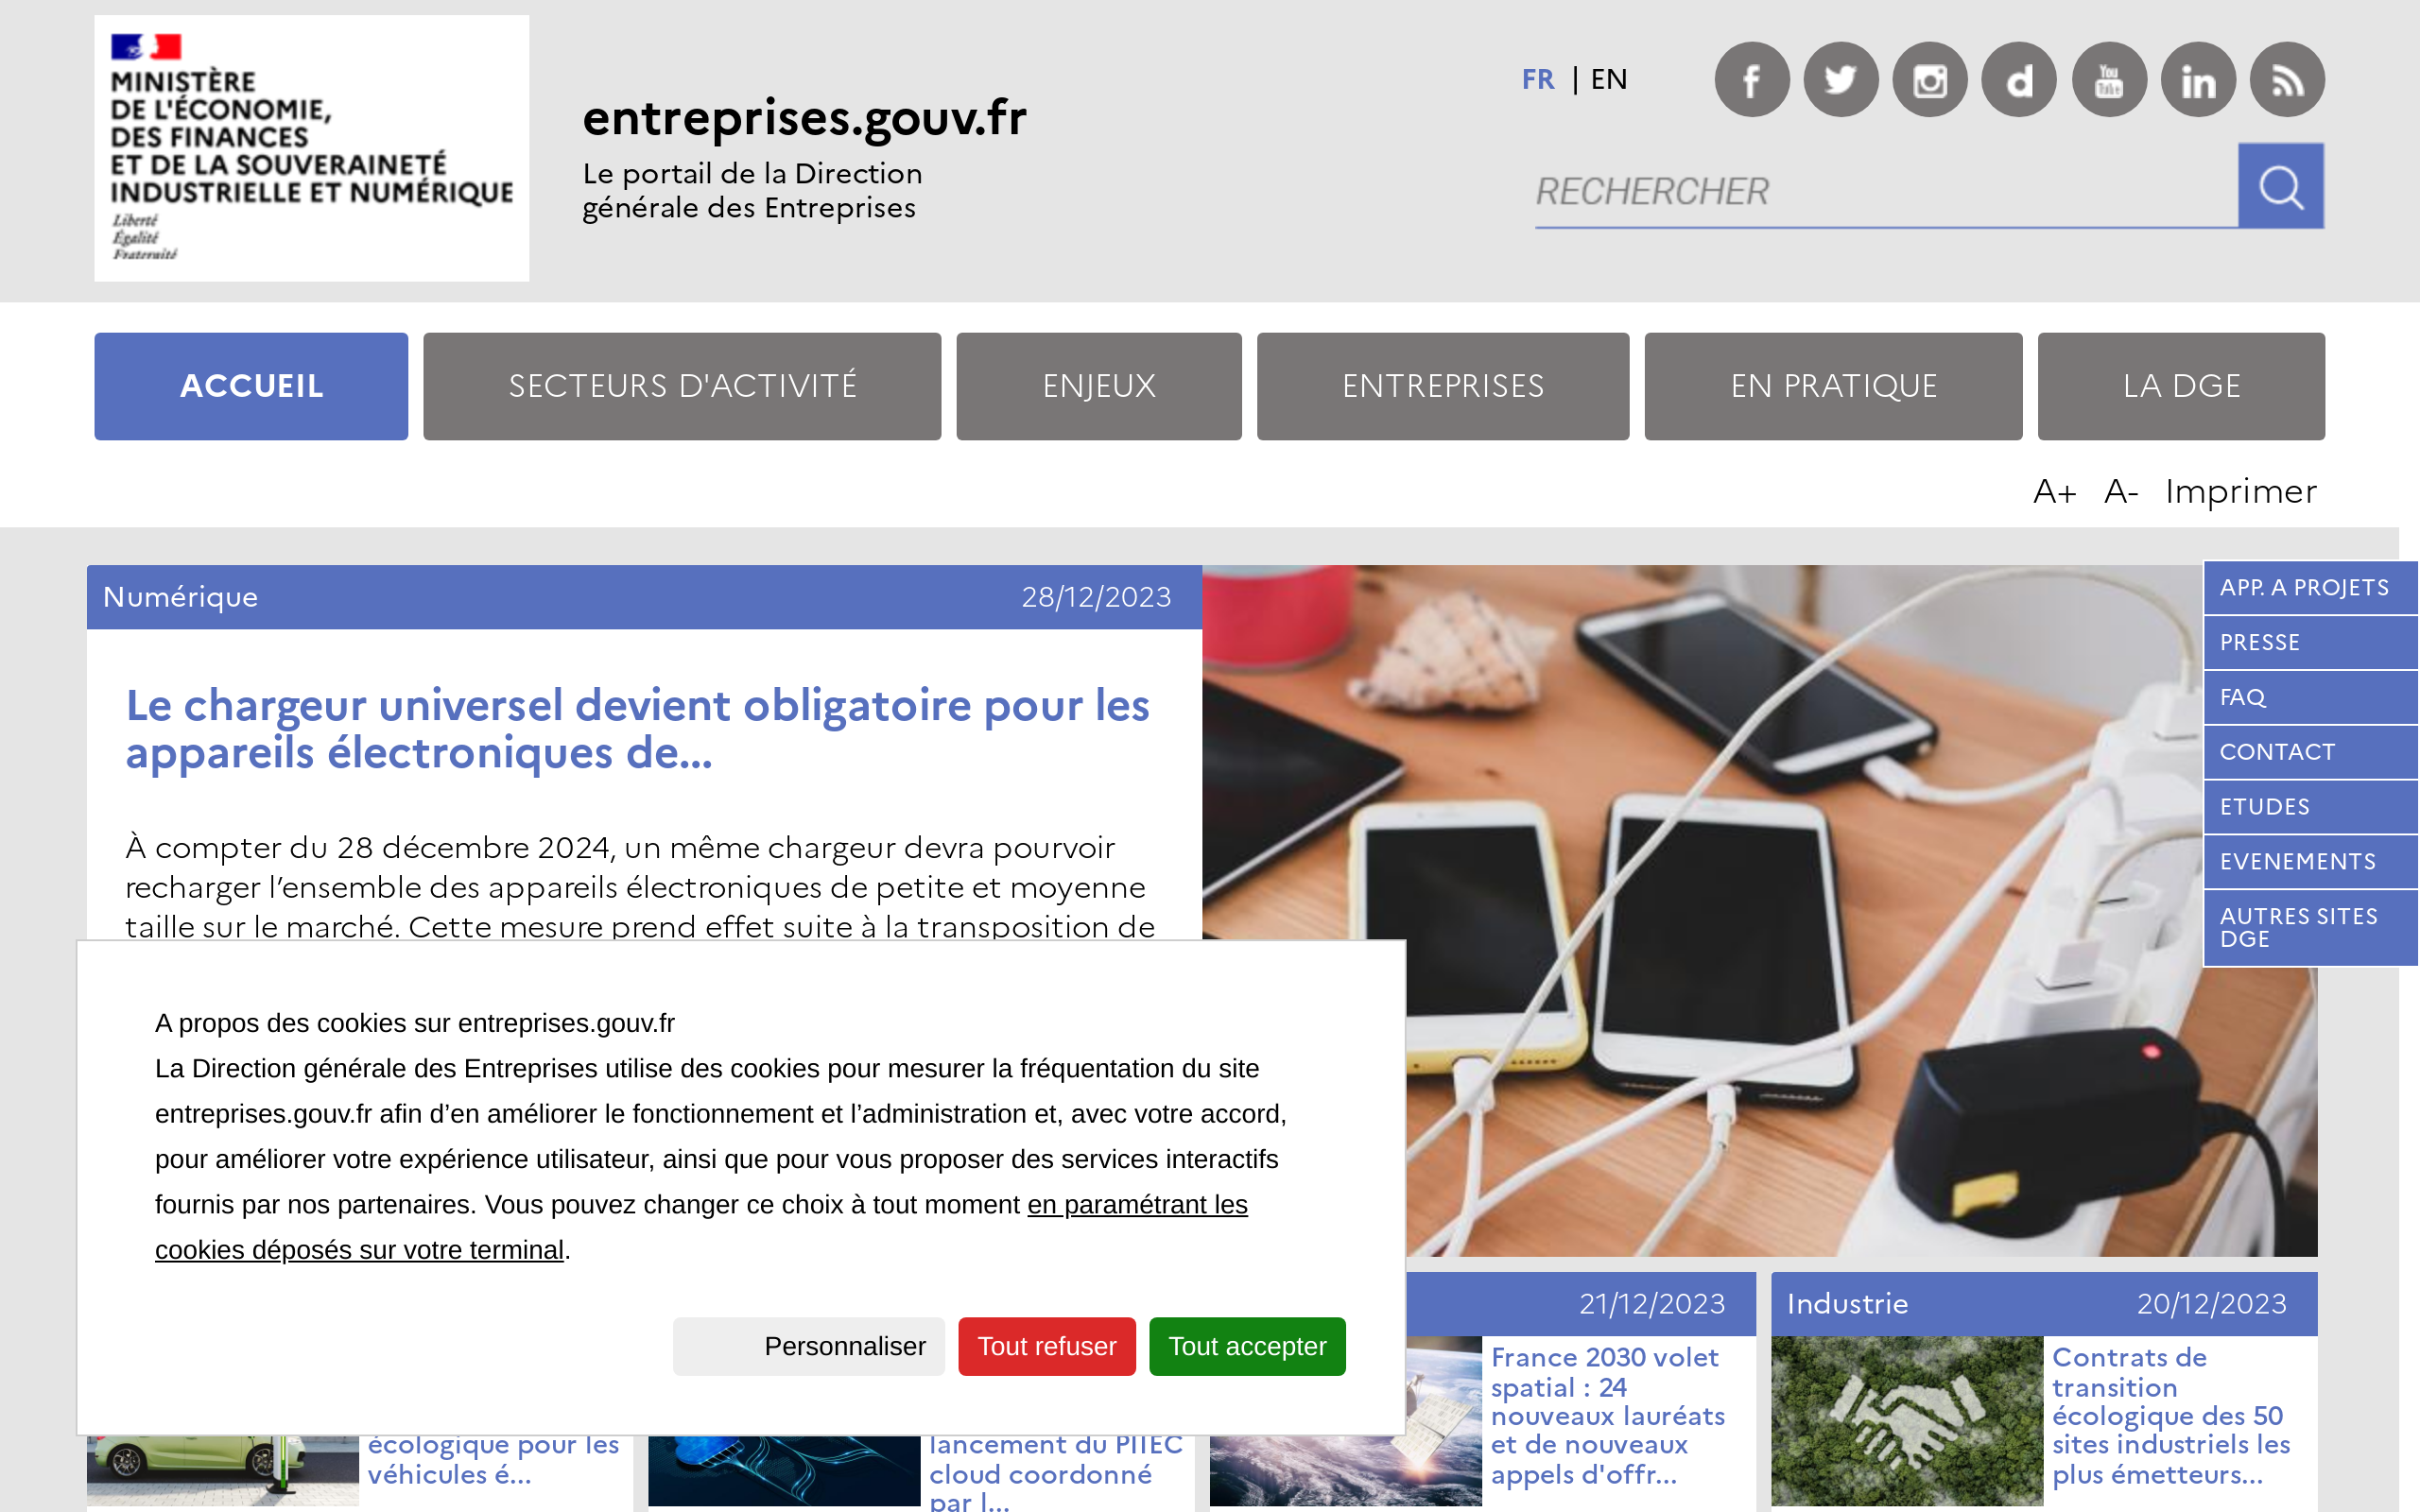 MINISTÈRE
DE L'ÉCONOMIE,
DES FINANCES
ET DE LA SOUVERAINETÉ
INDUSTRIELLE ET NUMÉRIQUE
Liberté
Égalité
Fraternité
entreprises.gouv.fr
Le portail de la Direction
générale des Entreprises
FR | EN
RECHERCHER
ACCUEIL
SECTEURS D'ACTIVITÉ
ENJEUX
ENTREPRISES
EN PRATIQUE
LA DGE
A+ A- Imprimer
Numérique 28/12/2023
Le chargeur universel devient obligatoire pour les
appareils électroniques de...
À compter du 28 décembre 2024, un même chargeur devra pourvoir
recharger l’ensemble des appareils électroniques de petite et moyenne
taille sur le marché. Cette mesure prend effet suite à la transposition de
APP. A PROJETS
PRESSE
FAQ
CONTACT
ETUDES
EVENEMENTS
AUTRES SITES
DGE
A propos des cookies sur entreprises.gouv.fr
La Direction générale des Entreprises utilise des cookies pour mesurer la fréquentation du site
entreprises.gouv.fr afin d’en améliorer le fonctionnement et l’administration et, avec votre accord,
pour améliorer votre expérience utilisateur, ainsi que pour vous proposer des services interactifs
fournis par nos partenaires. Vous pouvez changer ce choix à tout moment en paramétrant les
cookies déposés sur votre terminal.
Personnaliser
Tout refuser
Tout accepter
écologique pour les
véhicules é...
lancement du PIIEC
cloud coordonné
par l...
21/12/2023
France 2030 volet
spatial : 24
nouveaux lauréats
et de nouveaux
appels d'offr...
Industrie 20/12/2023
Contrats de
transition
écologique des 50
sites industriels les
plus émetteurs...